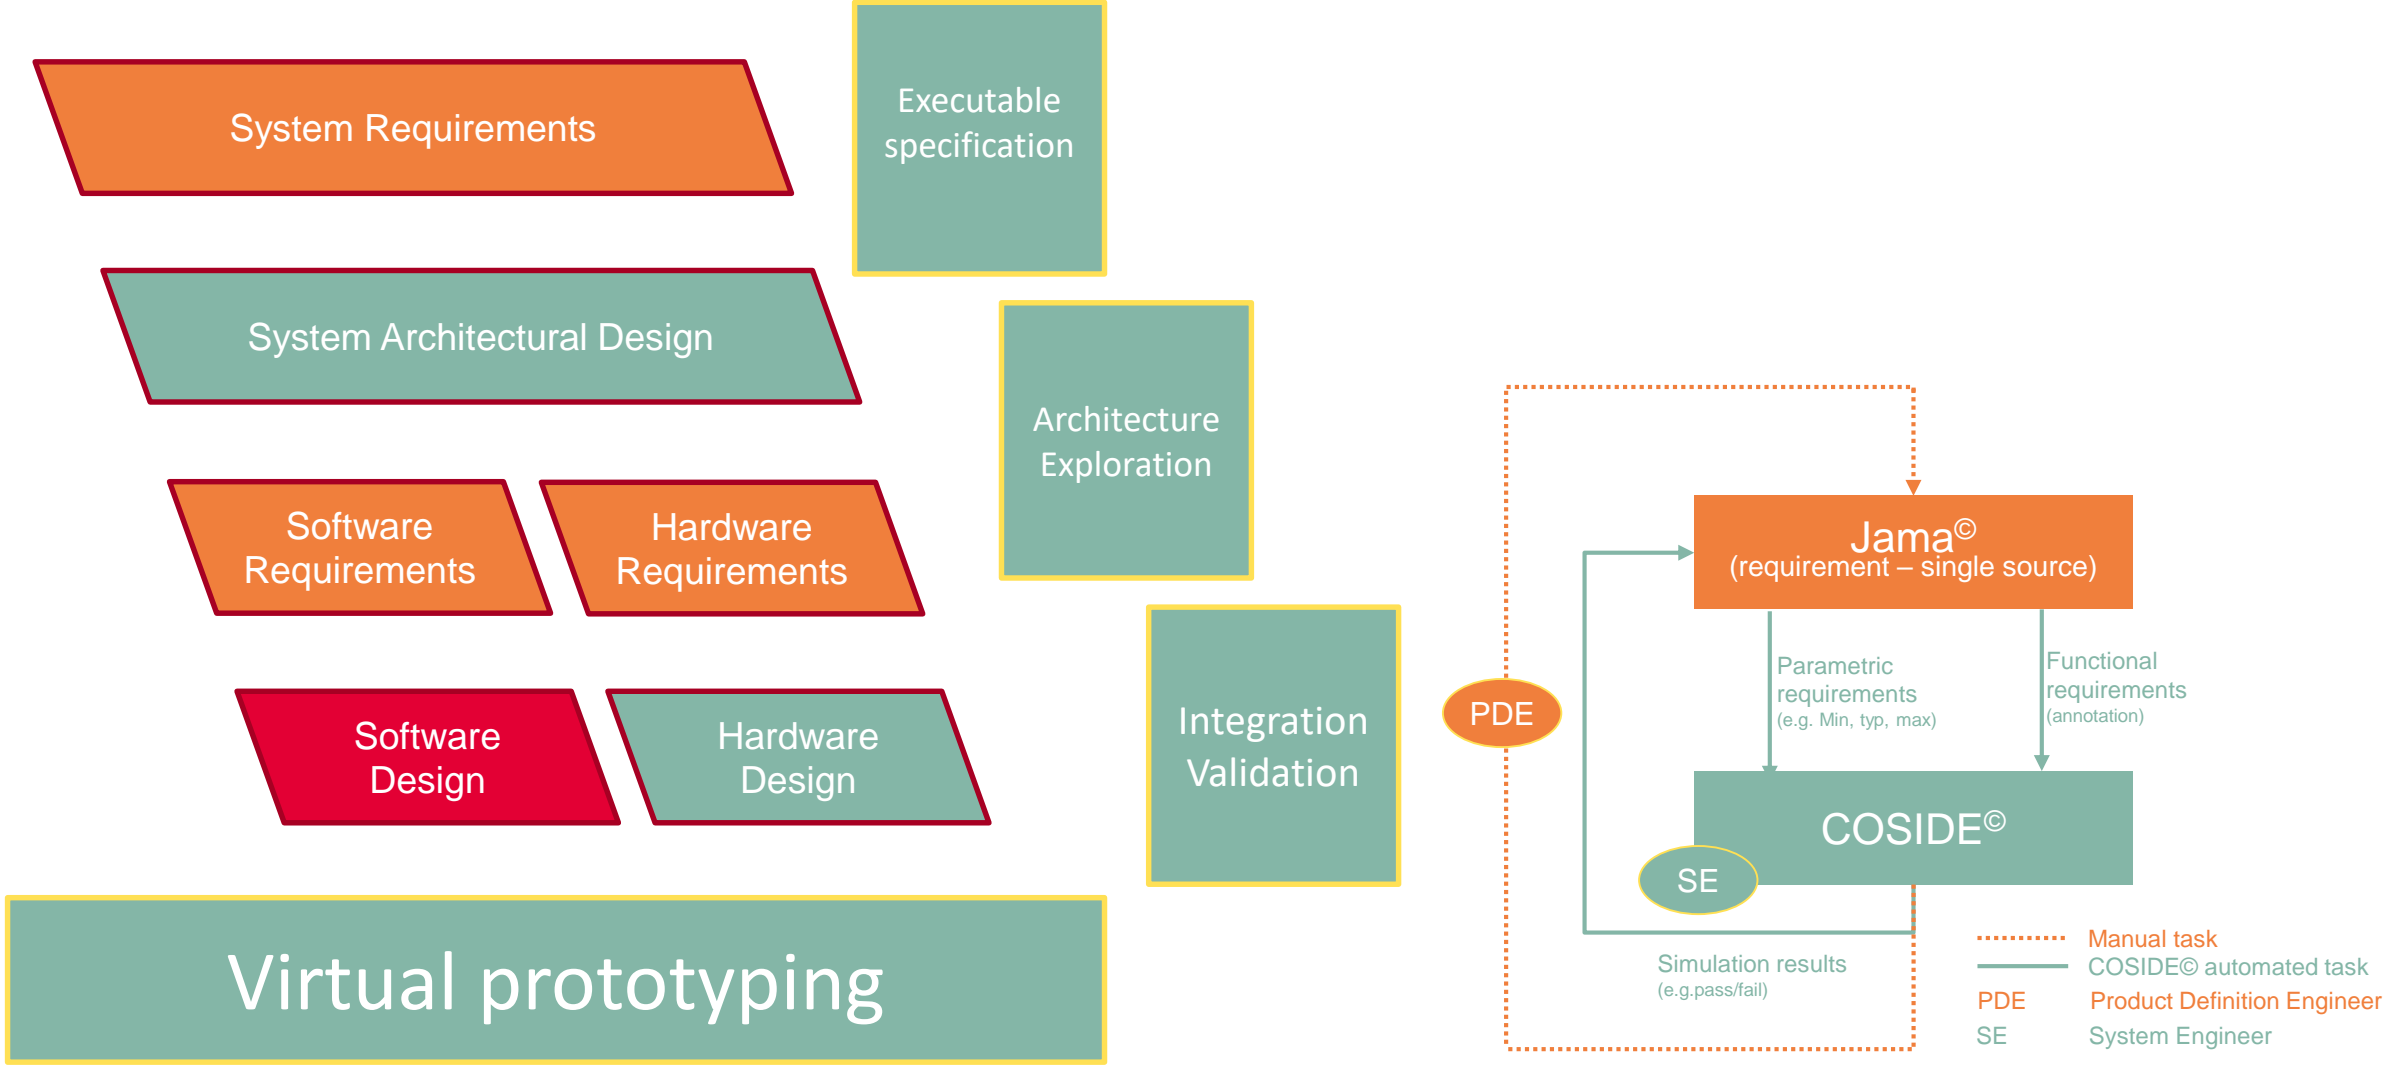 System Requirements
Executable
specification
System Architectural Design
Architecture
Exploration
Software
Requirements
Hardware
Requirements
Integration
Validation
Software
Design
Hardware
Design
Virtual prototyping
Jama©
(requirement – single source)
Parametric
requirements
(e.g. Min, typ, max)
Functional
requirements
(annotation)
PDE
COSIDE©
SE
Simulation results
(e.g.pass/fail)
Manual task
COSIDE© automated task
PDE Product Definition Engineer
SE System Engineer